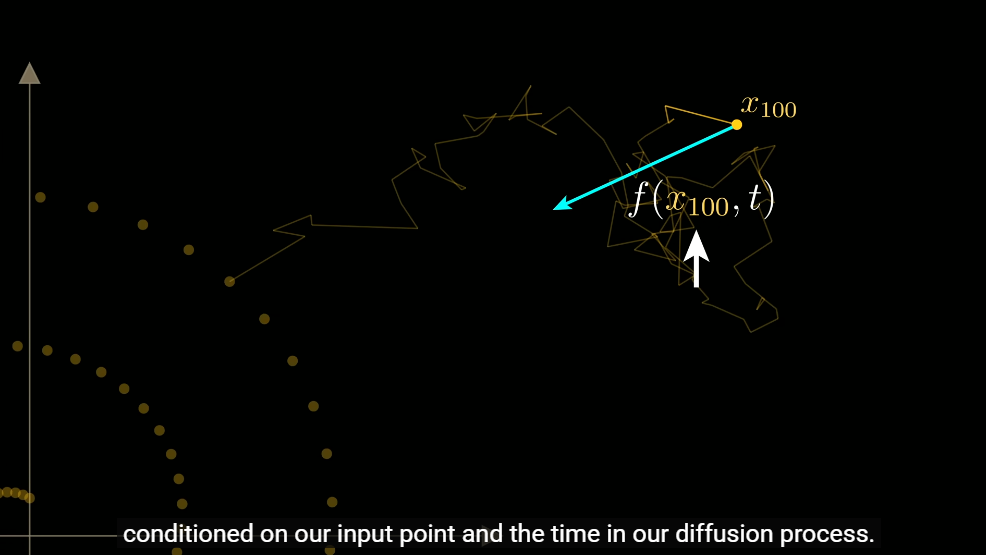 x₁₀₀
f(x₁₀₀, t)
conditioned on our input point and the time in our diffusion process.